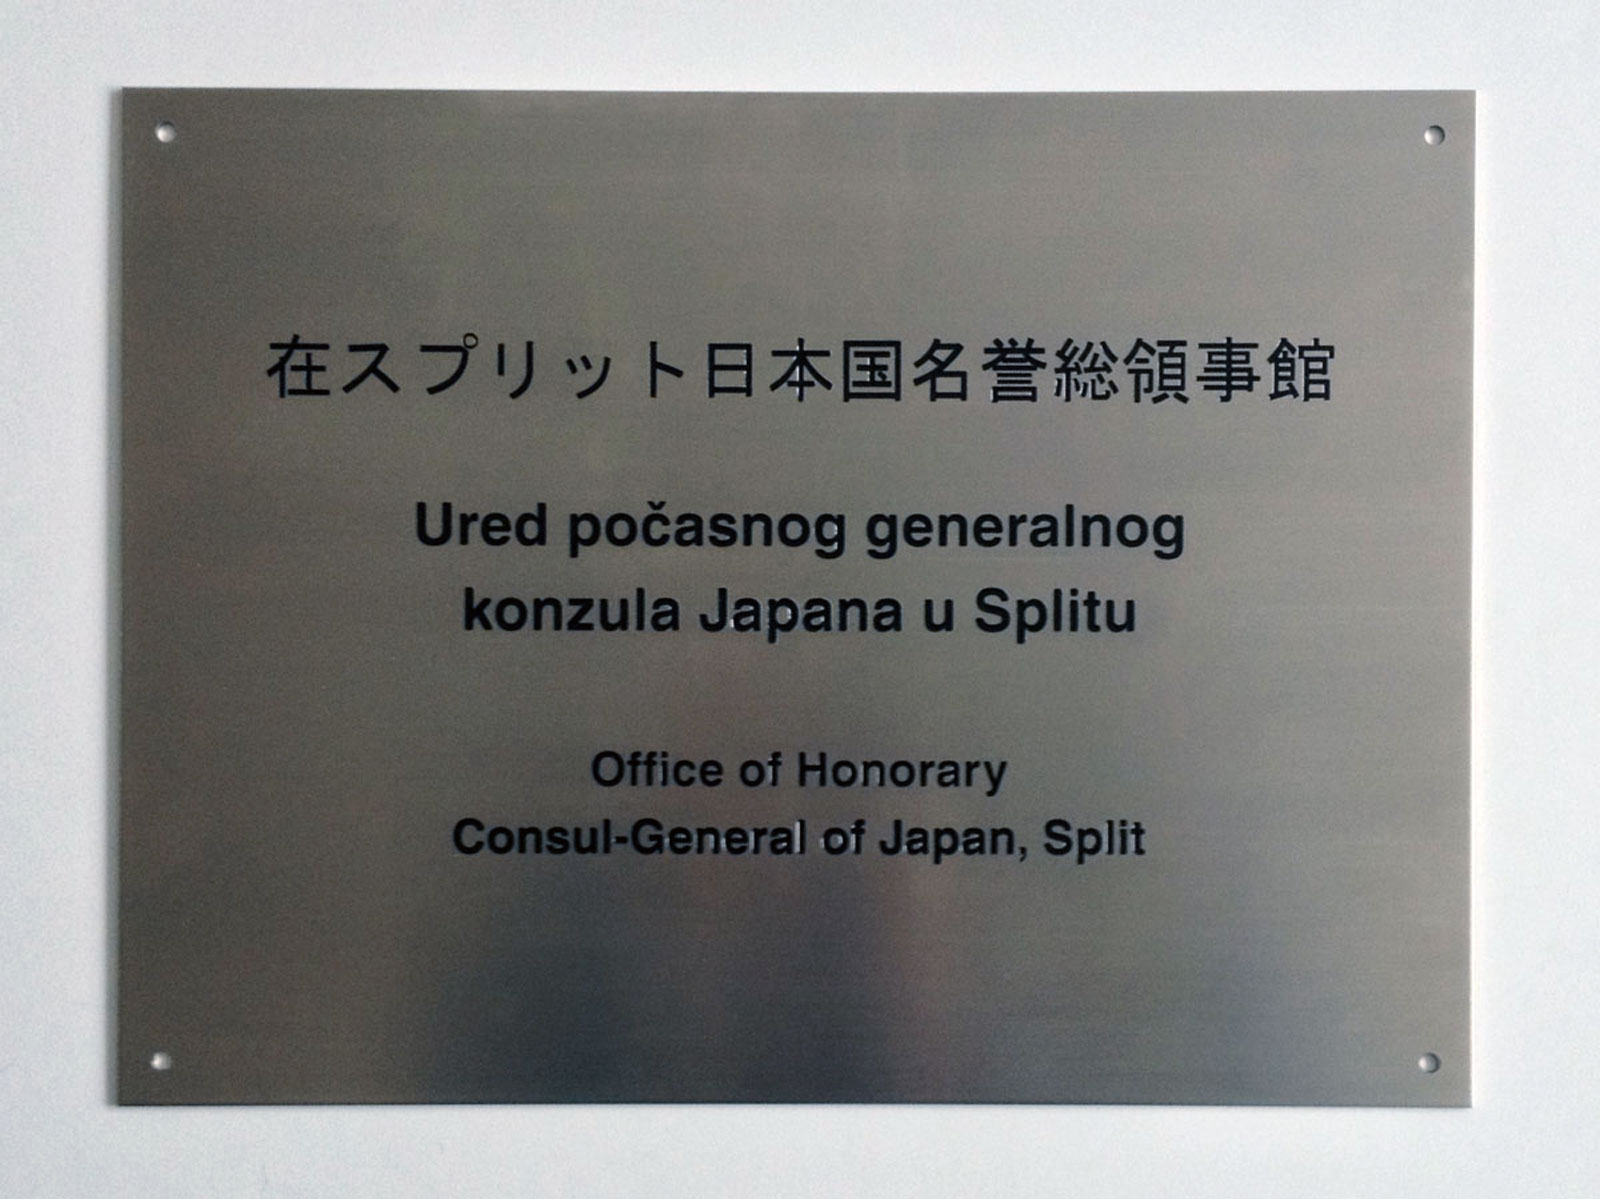 在スプリット日本国名誉総領事館
Ured počasnog generalnog
konzula Japana u Splitu
Office of Honorary
Consul-General of Japan, Split